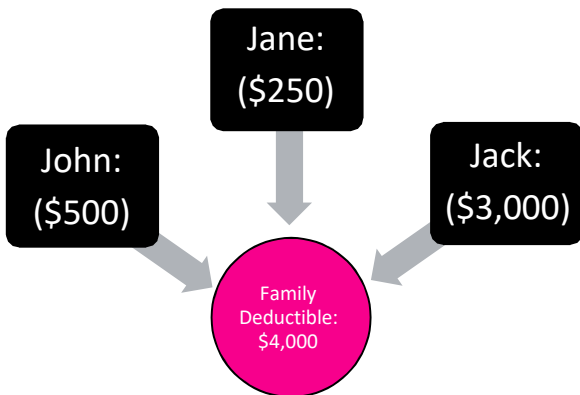 Jane:
($250)
John:
($500)
Jack:
($3,000)
Family
Deductible:
$4,000